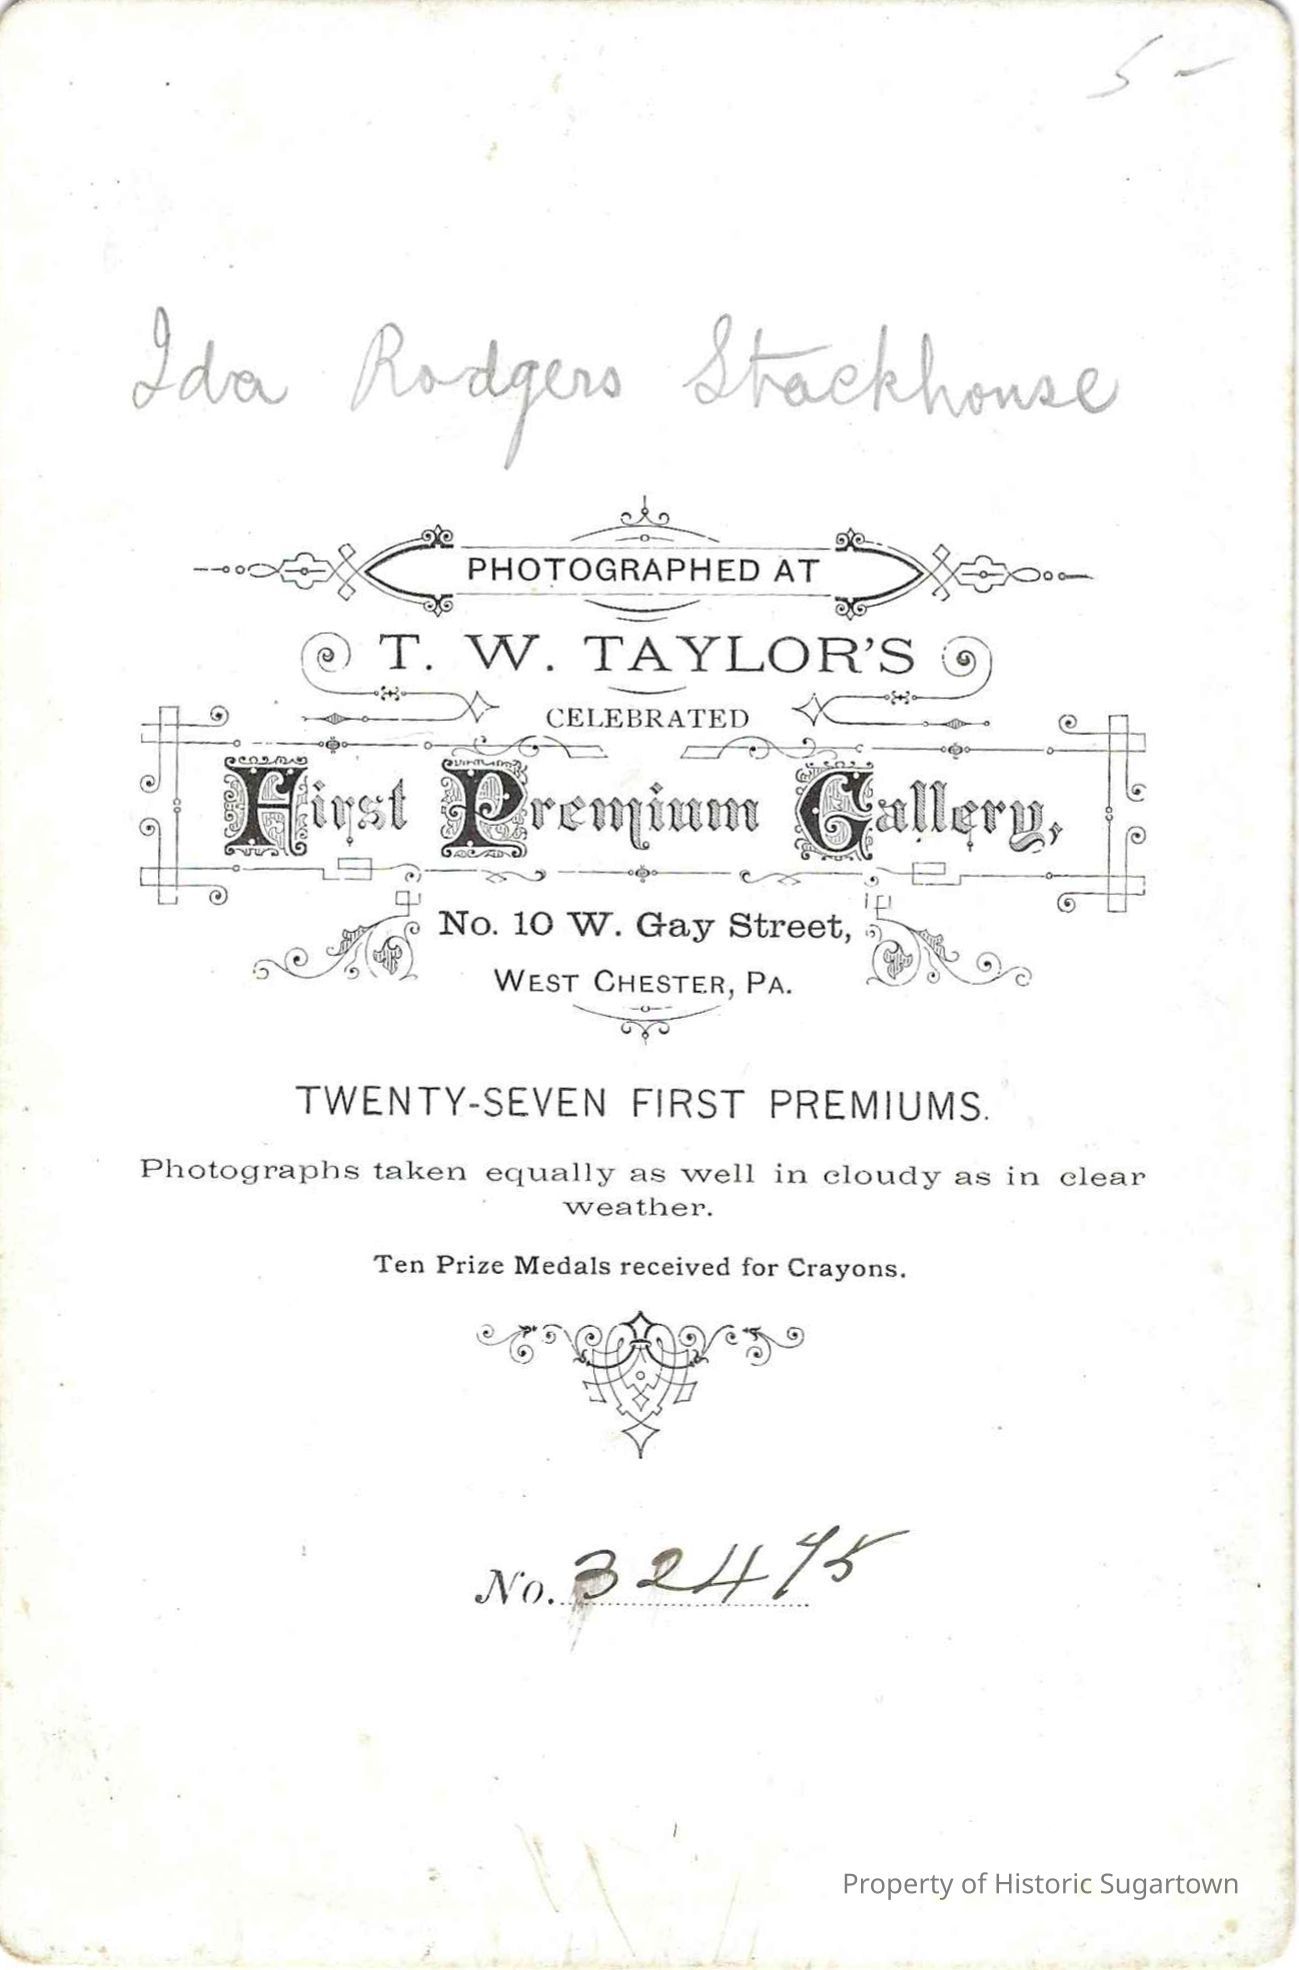 5 -
Ida Rodgers Stackhouse
PHOTOGRAPHED AT
T. W. TAYLOR'S
CELEBRATED
First Premium Gallery,
No. 10 W. Gay Street,
WEST CHESTER, PA.
TWENTY-SEVEN FIRST PREMIUMS.
Photographs taken equally as well in cloudy as in clear
weather.
Ten Prize Medals received for Crayons.
No. 32475
Property of Historic Sugartown